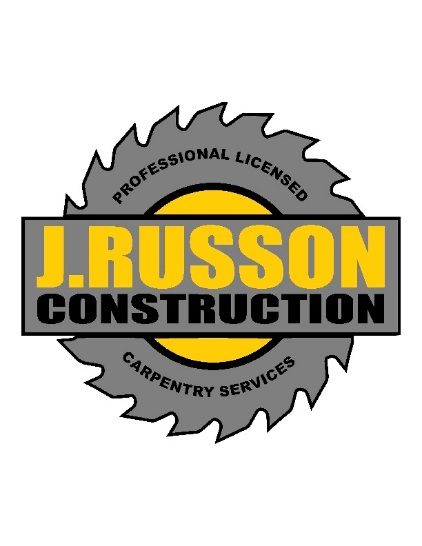 PROFESSIONAL LICENSED
J.RUSSON
CONSTRUCTION
CARPENTRY SERVICES